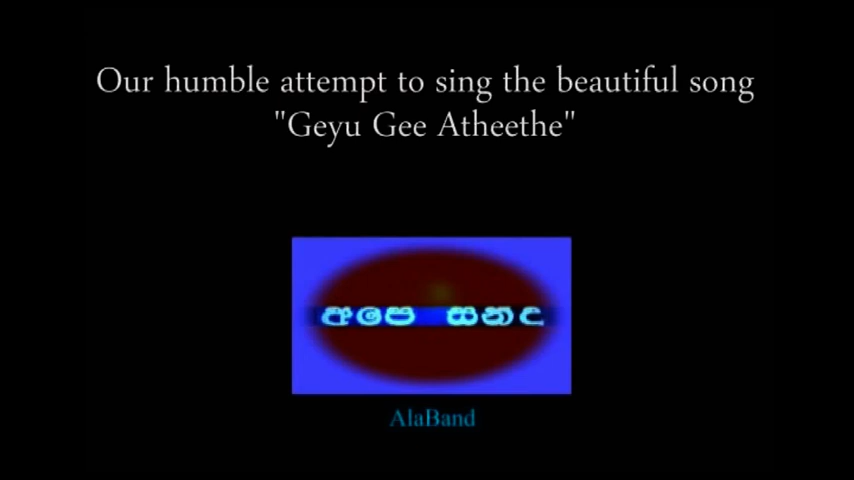 Our humble attempt to sing the beautiful song
"Geyu Gee Atheethe"
අපේ සනද
AlaBand